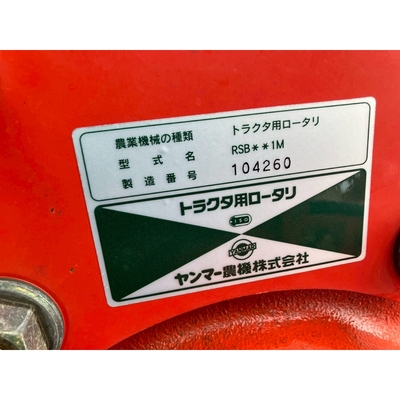 農業機械の種類 トラクタ用ロータリ
型式名 RSB**1M
製造番号 104260
トラクタ用ロータリ
ISO
YANMAR
ヤンマー農機株式会社